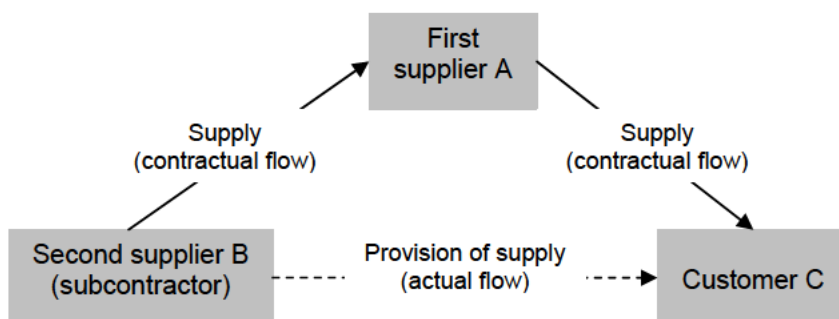 First
supplier A
Supply
(contractual flow)
Supply
(contractual flow)
Second supplier B
(subcontractor)
Provision of supply
(actual flow)
Customer C